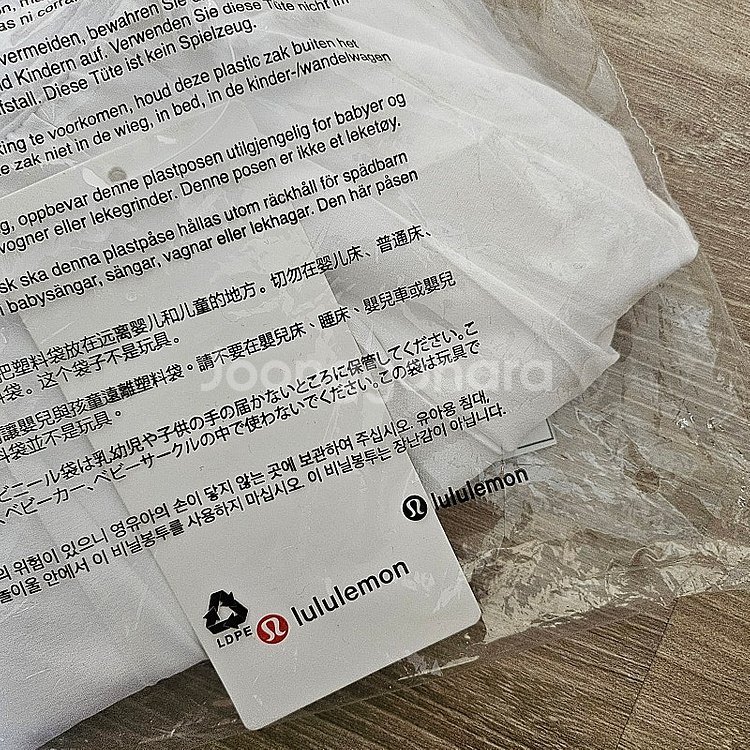 vermeiden, bewahren Sie
d Kindern auf. Verwenden Sie diese Tüte nicht im
fstall. Diese Tüte ist kein Spielzeug.
king te voorkomen, houd deze plastic zak buiten het
e zak niet in de wieg, in bed, in de kinder-/wandelwagen
g, oppbevar denne plastposen utilgjengelig for babyer og
vogner eller lekegrinder. Denne posen er ikke et leketøy.
sk ska denna plastpåse hållas utom räckhåll för spädbarn
i babysängar, sängar, vagnar eller lekhagar. Den här påsen
把塑料袋放在远离婴儿和儿童的地方。切勿在婴儿床、普通床、
料袋。这个袋子不是玩具。
讓嬰兒與孩童遠離塑料袋。請不要在嬰兒床、睡床、嬰兒車或嬰兒
料袋並不是玩具。
ビニール袋は乳幼児や子供の手の届かないところに保管してください。こ
、ベビーカー、ベビーサークルの中で使わないでください。この袋は玩具で
의 위험이 있으니 영유아의 손이 닿지 않는 곳에 보관하여 주십시오. 유아용 침대,
놀이울 안에서 이 비닐봉투를 사용하지 마십시오. 이 비닐봉투는 장난감이 아닙니다.
Joongonara
lululemon
LDPE
lululemon